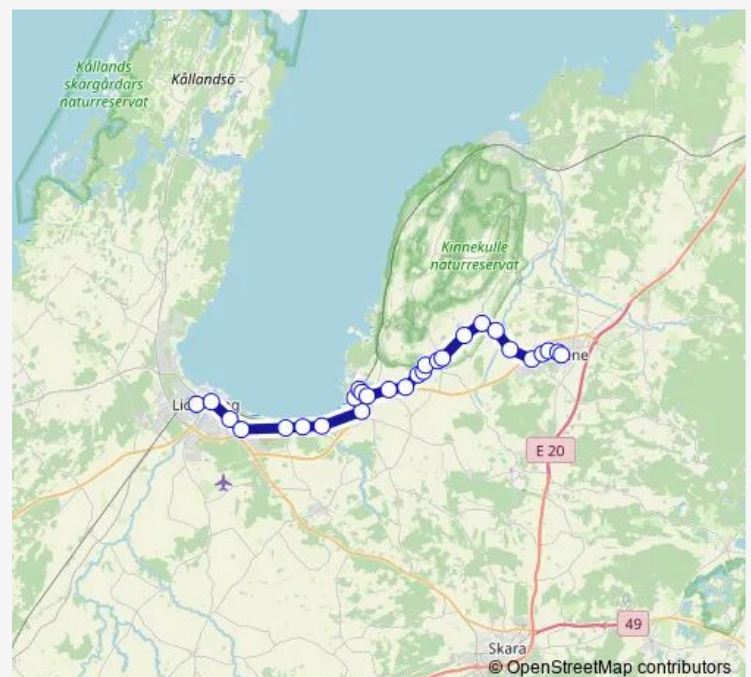 Kållands
skärgårdars
naturreservat
Kållandsö
Kinnekulle
naturreservat
E 20
49
Skara
© OpenStreetMap contributors